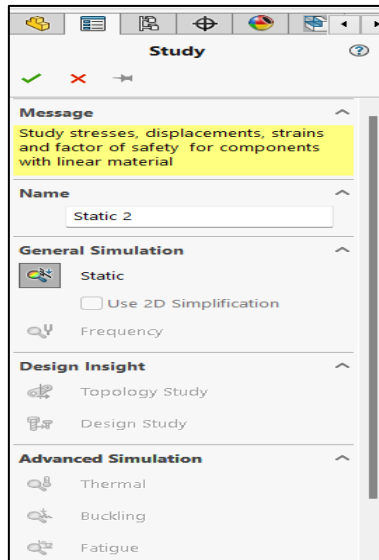 Study
Message
Study stresses, displacements, strains
and factor of safety for components
with linear material
Name
Static 2
General Simulation
Static
Use 2D Simplification
Frequency
Design Insight
Topology Study
Design Study
Advanced Simulation
Thermal
Buckling
Fatigue